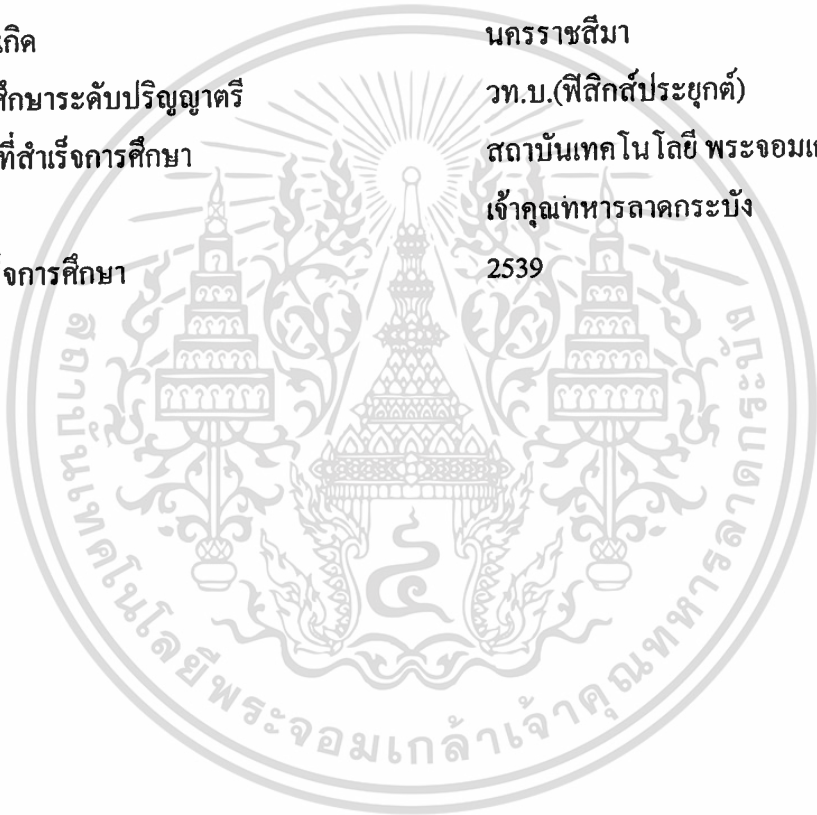 นครราชสีมา
ศึกษาระดับปริญญาตรี วท.บ.(ฟิสิกส์ประยุกต์)
ที่สำเร็จการศึกษา สถาบันเทคโนโลยี พระจอม
เจ้าคุณทหารลาดกระบัง
การศึกษา 2539
สถาบันเทคโนโลยีพระจอมเกล้าเจ้าคุณทหารลาดกระบัง
๔